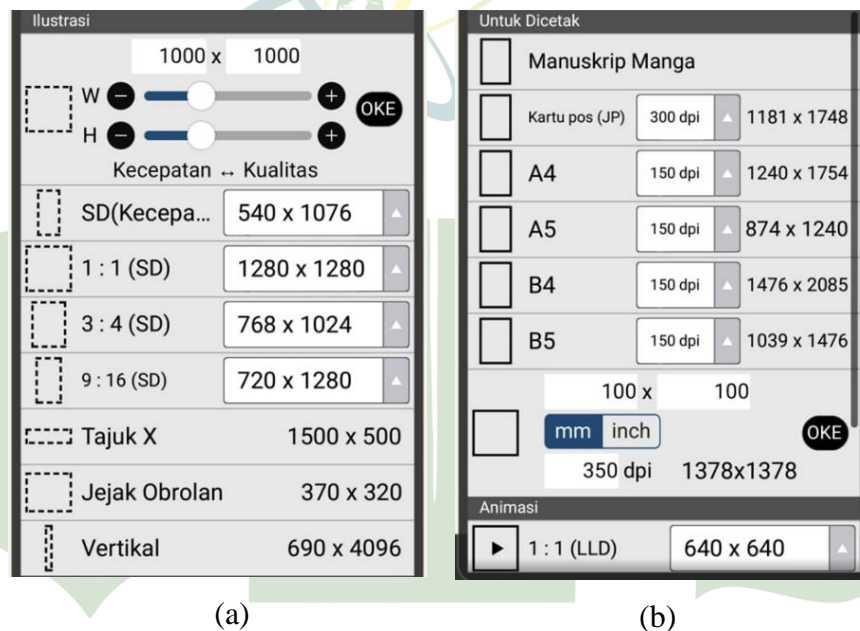 Ilustrasi
1000 x 1000
W
OKE
H
Kecepatan ↔ Kualitas
SD(Kecepa... 540 x 1076
1 : 1 (SD) 1280 x 1280
3 : 4 (SD) 768 x 1024
9 : 16 (SD) 720 x 1280
Tajuk X 1500 x 500
Jejak Obrolan 370 x 320
Vertikal 690 x 4096
(a)
Untuk Dicetak
Manuskrip Manga
Kartu pos (JP) 300 dpi 1181 x 1748
A4 150 dpi 1240 x 1754
A5 150 dpi 874 x 1240
B4 150 dpi 1476 x 2085
B5 150 dpi 1039 x 1476
100 x 100
mm inch OKE
350 dpi 1378x1378
Animasi
1 : 1 (LLD) 640 x 640
(b)